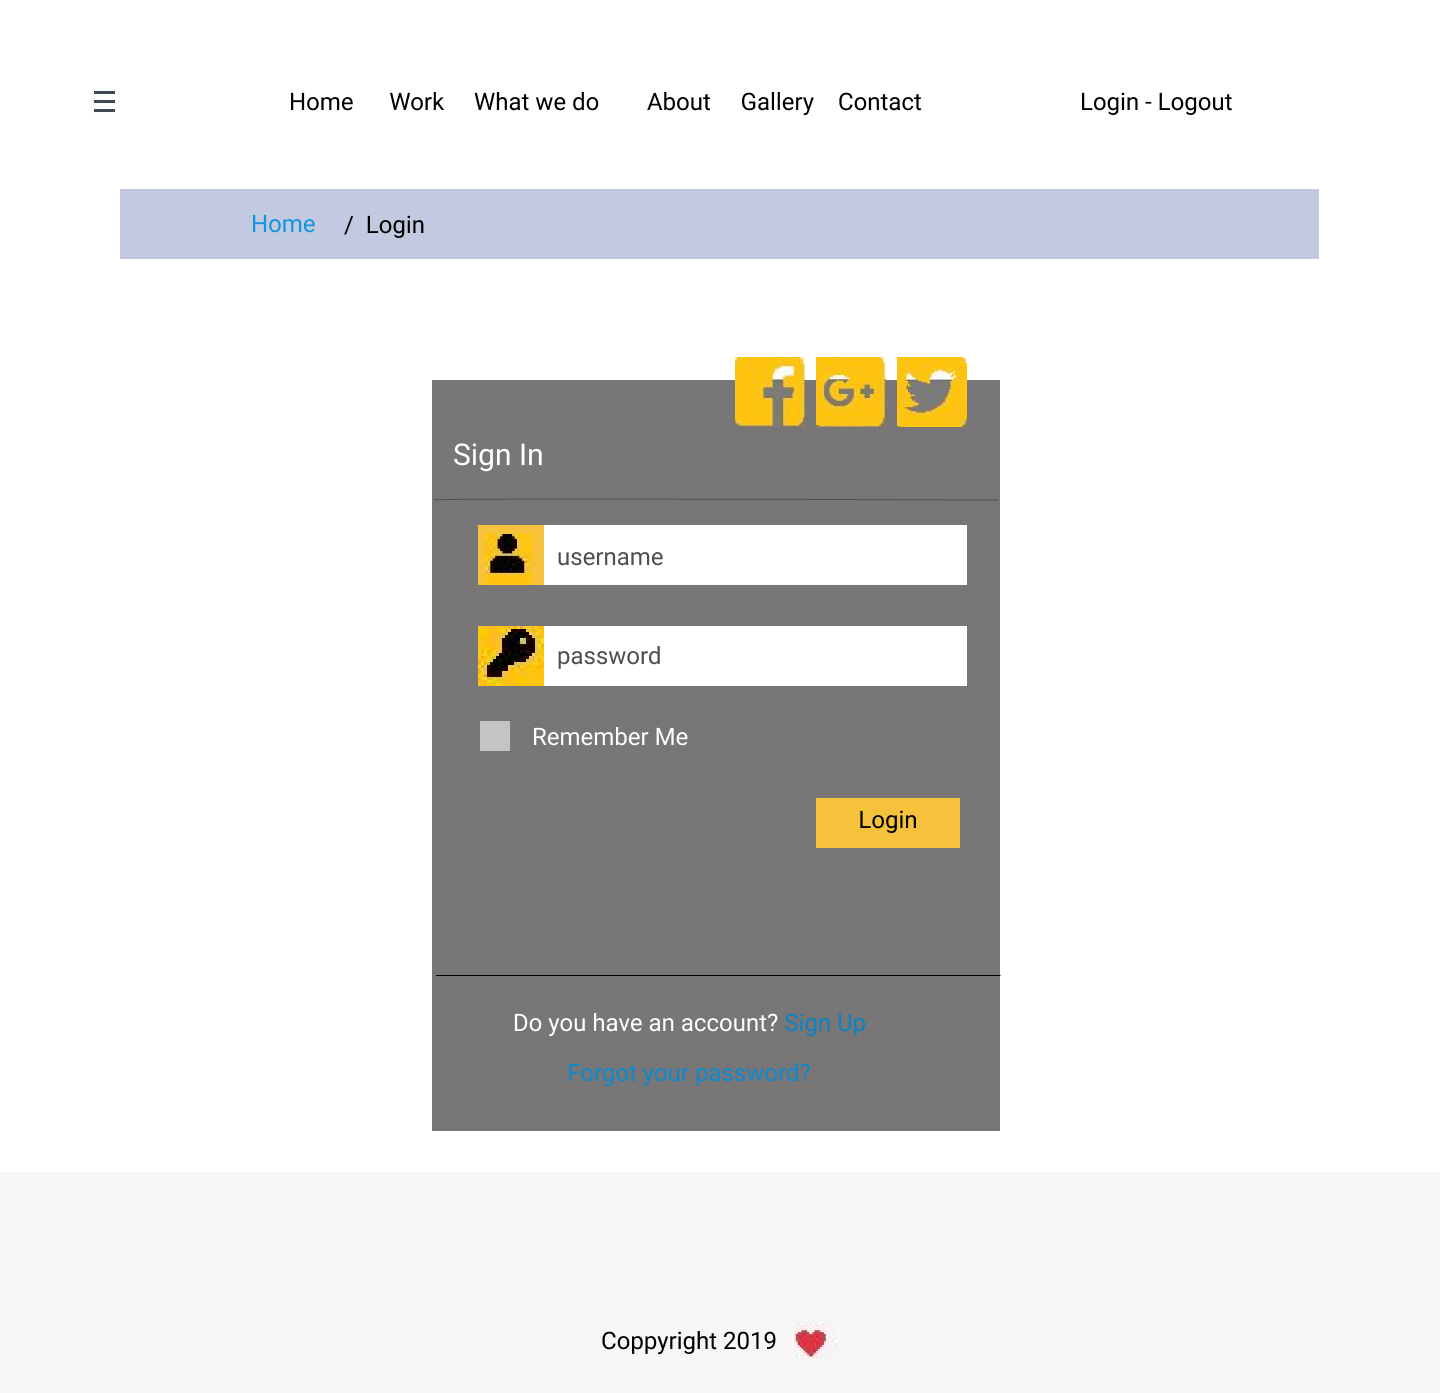 Home Work What we do About Gallery Contact Login - Logout
Home / Login
f G+
Sign In
username
password
Remember Me
Login
Do you have an account? Sign Up
Forgot your password?
Coppyright 2019